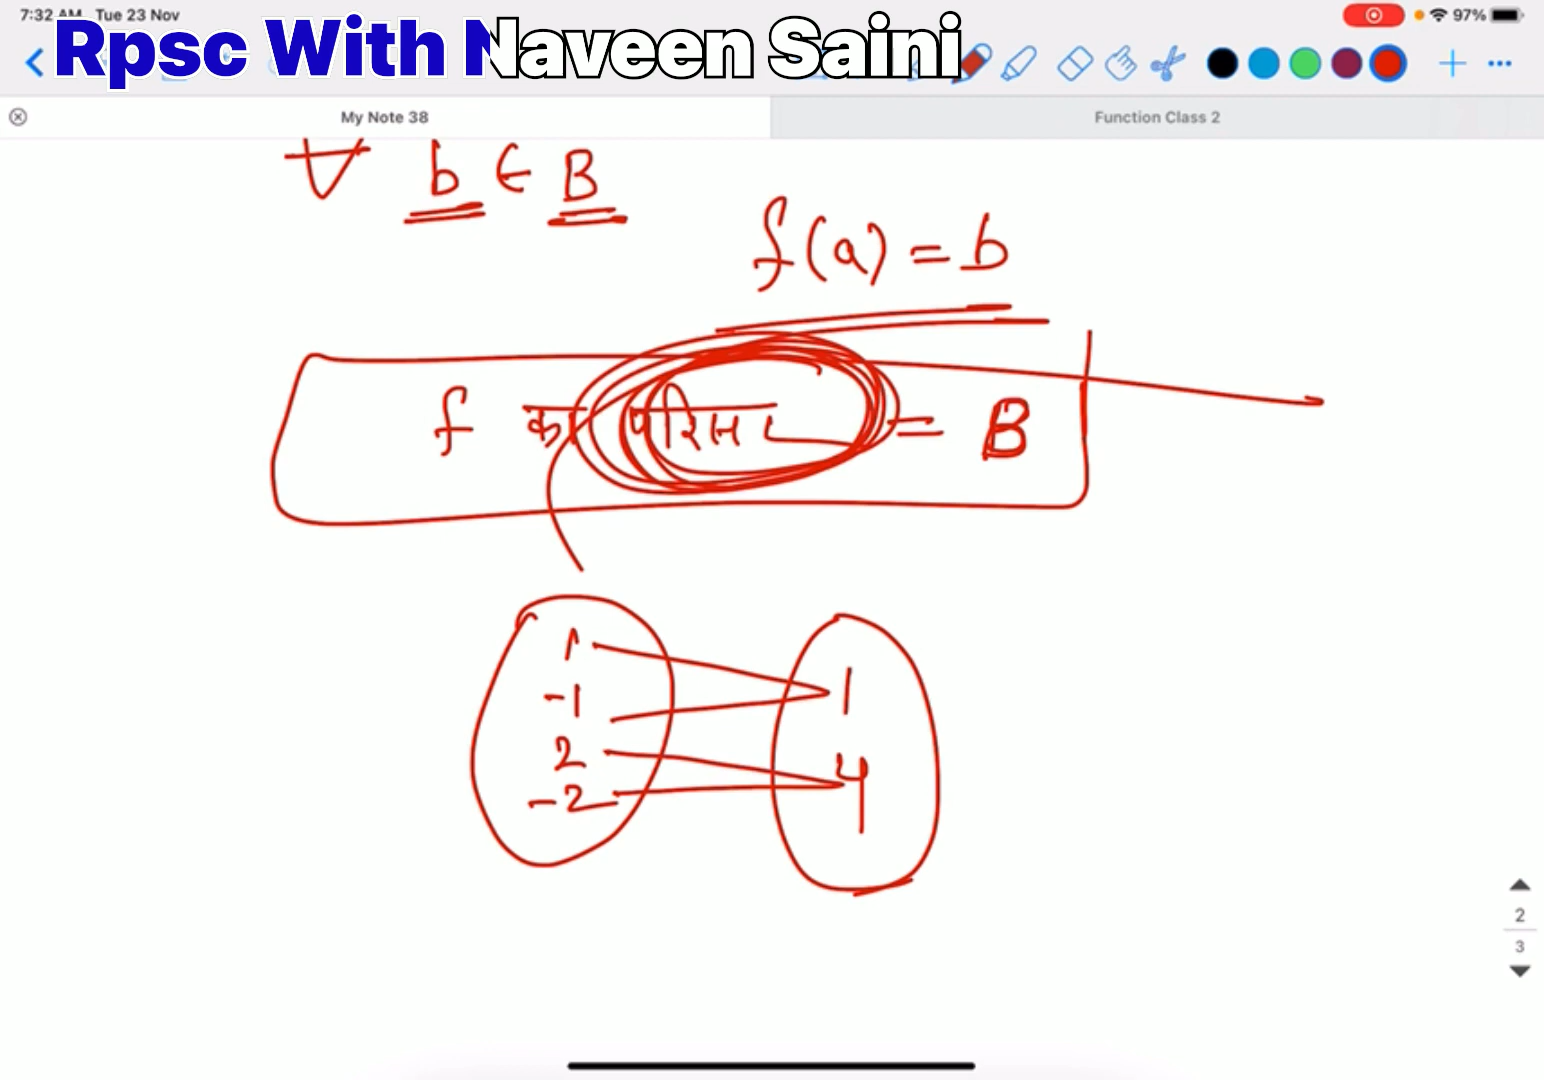 7:32 AM Tue 23 Nov
97%
Rpsc With Naveen Saini
My Note 38
Function Class 2
∀ b ∈ B
f(a) = b
f का परिसर = B
1
-1
2
-2
1
4
2
3